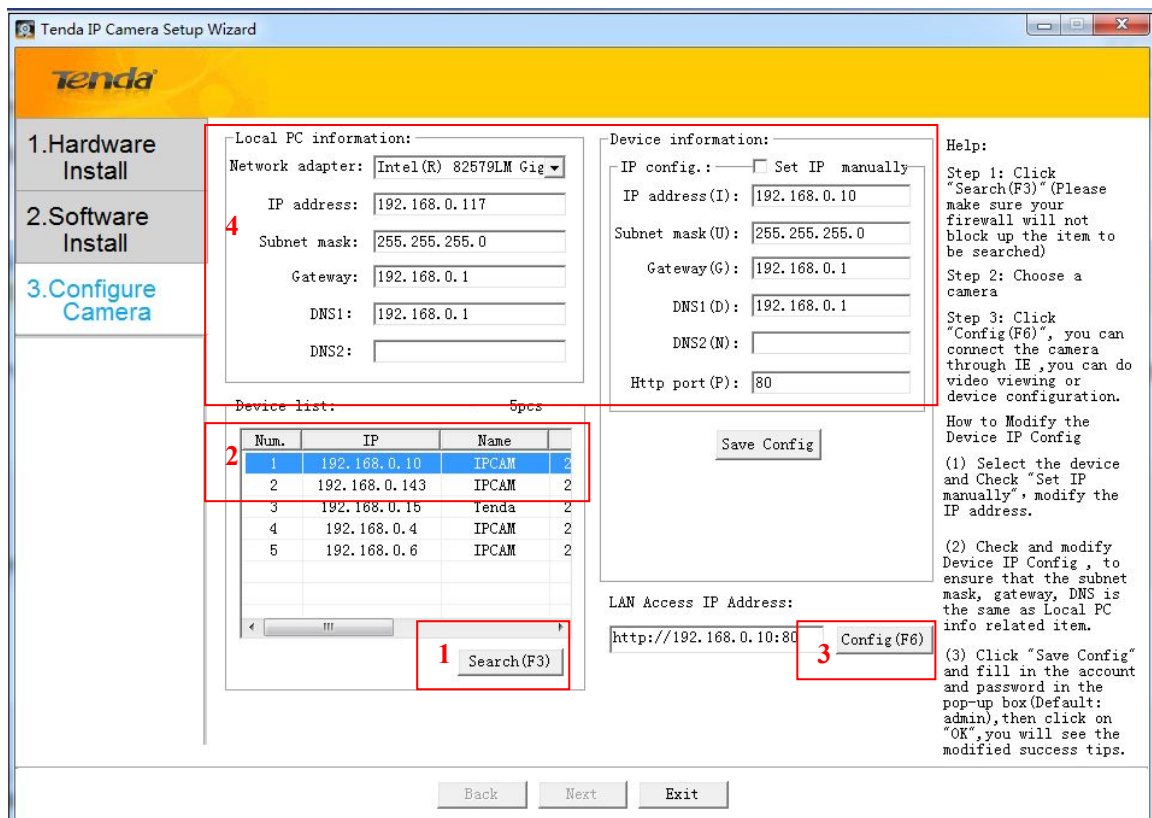 Tenda IP Camera Setup Wizard
Tenda
1.Hardware
Install
2.Software
Install
3.Configure
Camera
4
Local PC information:
Network adapter: Intel(R) 82579LM Gig
IP address: 192.168.0.117
Subnet mask: 255.255.255.0
Gateway: 192.168.0.1
DNS1: 192.168.0.1
DNS2:
Device list: 5pcs
2
Num. IP Name
1 192.168.0.10 IPCAM 2
2 192.168.0.143 IPCAM 2
3 192.168.0.15 Tenda 2
4 192.168.0.4 IPCAM 2
5 192.168.0.6 IPCAM 2
1
Search(F3)
Device information:
IP config.: Set IP manually
IP address(I): 192.168.0.10
Subnet mask(U): 255.255.255.0
Gateway(G): 192.168.0.1
DNS1(D): 192.168.0.1
DNS2(N):
Http port(P): 80
Save Config
LAN Access IP Address:
http://192.168.0.10:80
3
Config(F6)
Help:
Step 1: Click
"Search(F3)"(Please
make sure your
firewall will not
block up the item to
be searched)
Step 2: Choose a
camera
Step 3: Click
"Config(F6)", you can
connect the camera
through IE ,you can do
video viewing or
device configuration.
How to Modify the
Device IP Config
(1) Select the device
and Check "Set IP
manually", modify the
IP address.
(2) Check and modify
Device IP Config , to
ensure that the subnet
mask, gateway, DNS is
the same as Local PC
info related item.
(3) Click "Save Config"
and fill in the account
and password in the
pop-up box(Default:
admin),then click on
"OK",you will see the
modified success tips.
Back
Next
Exit